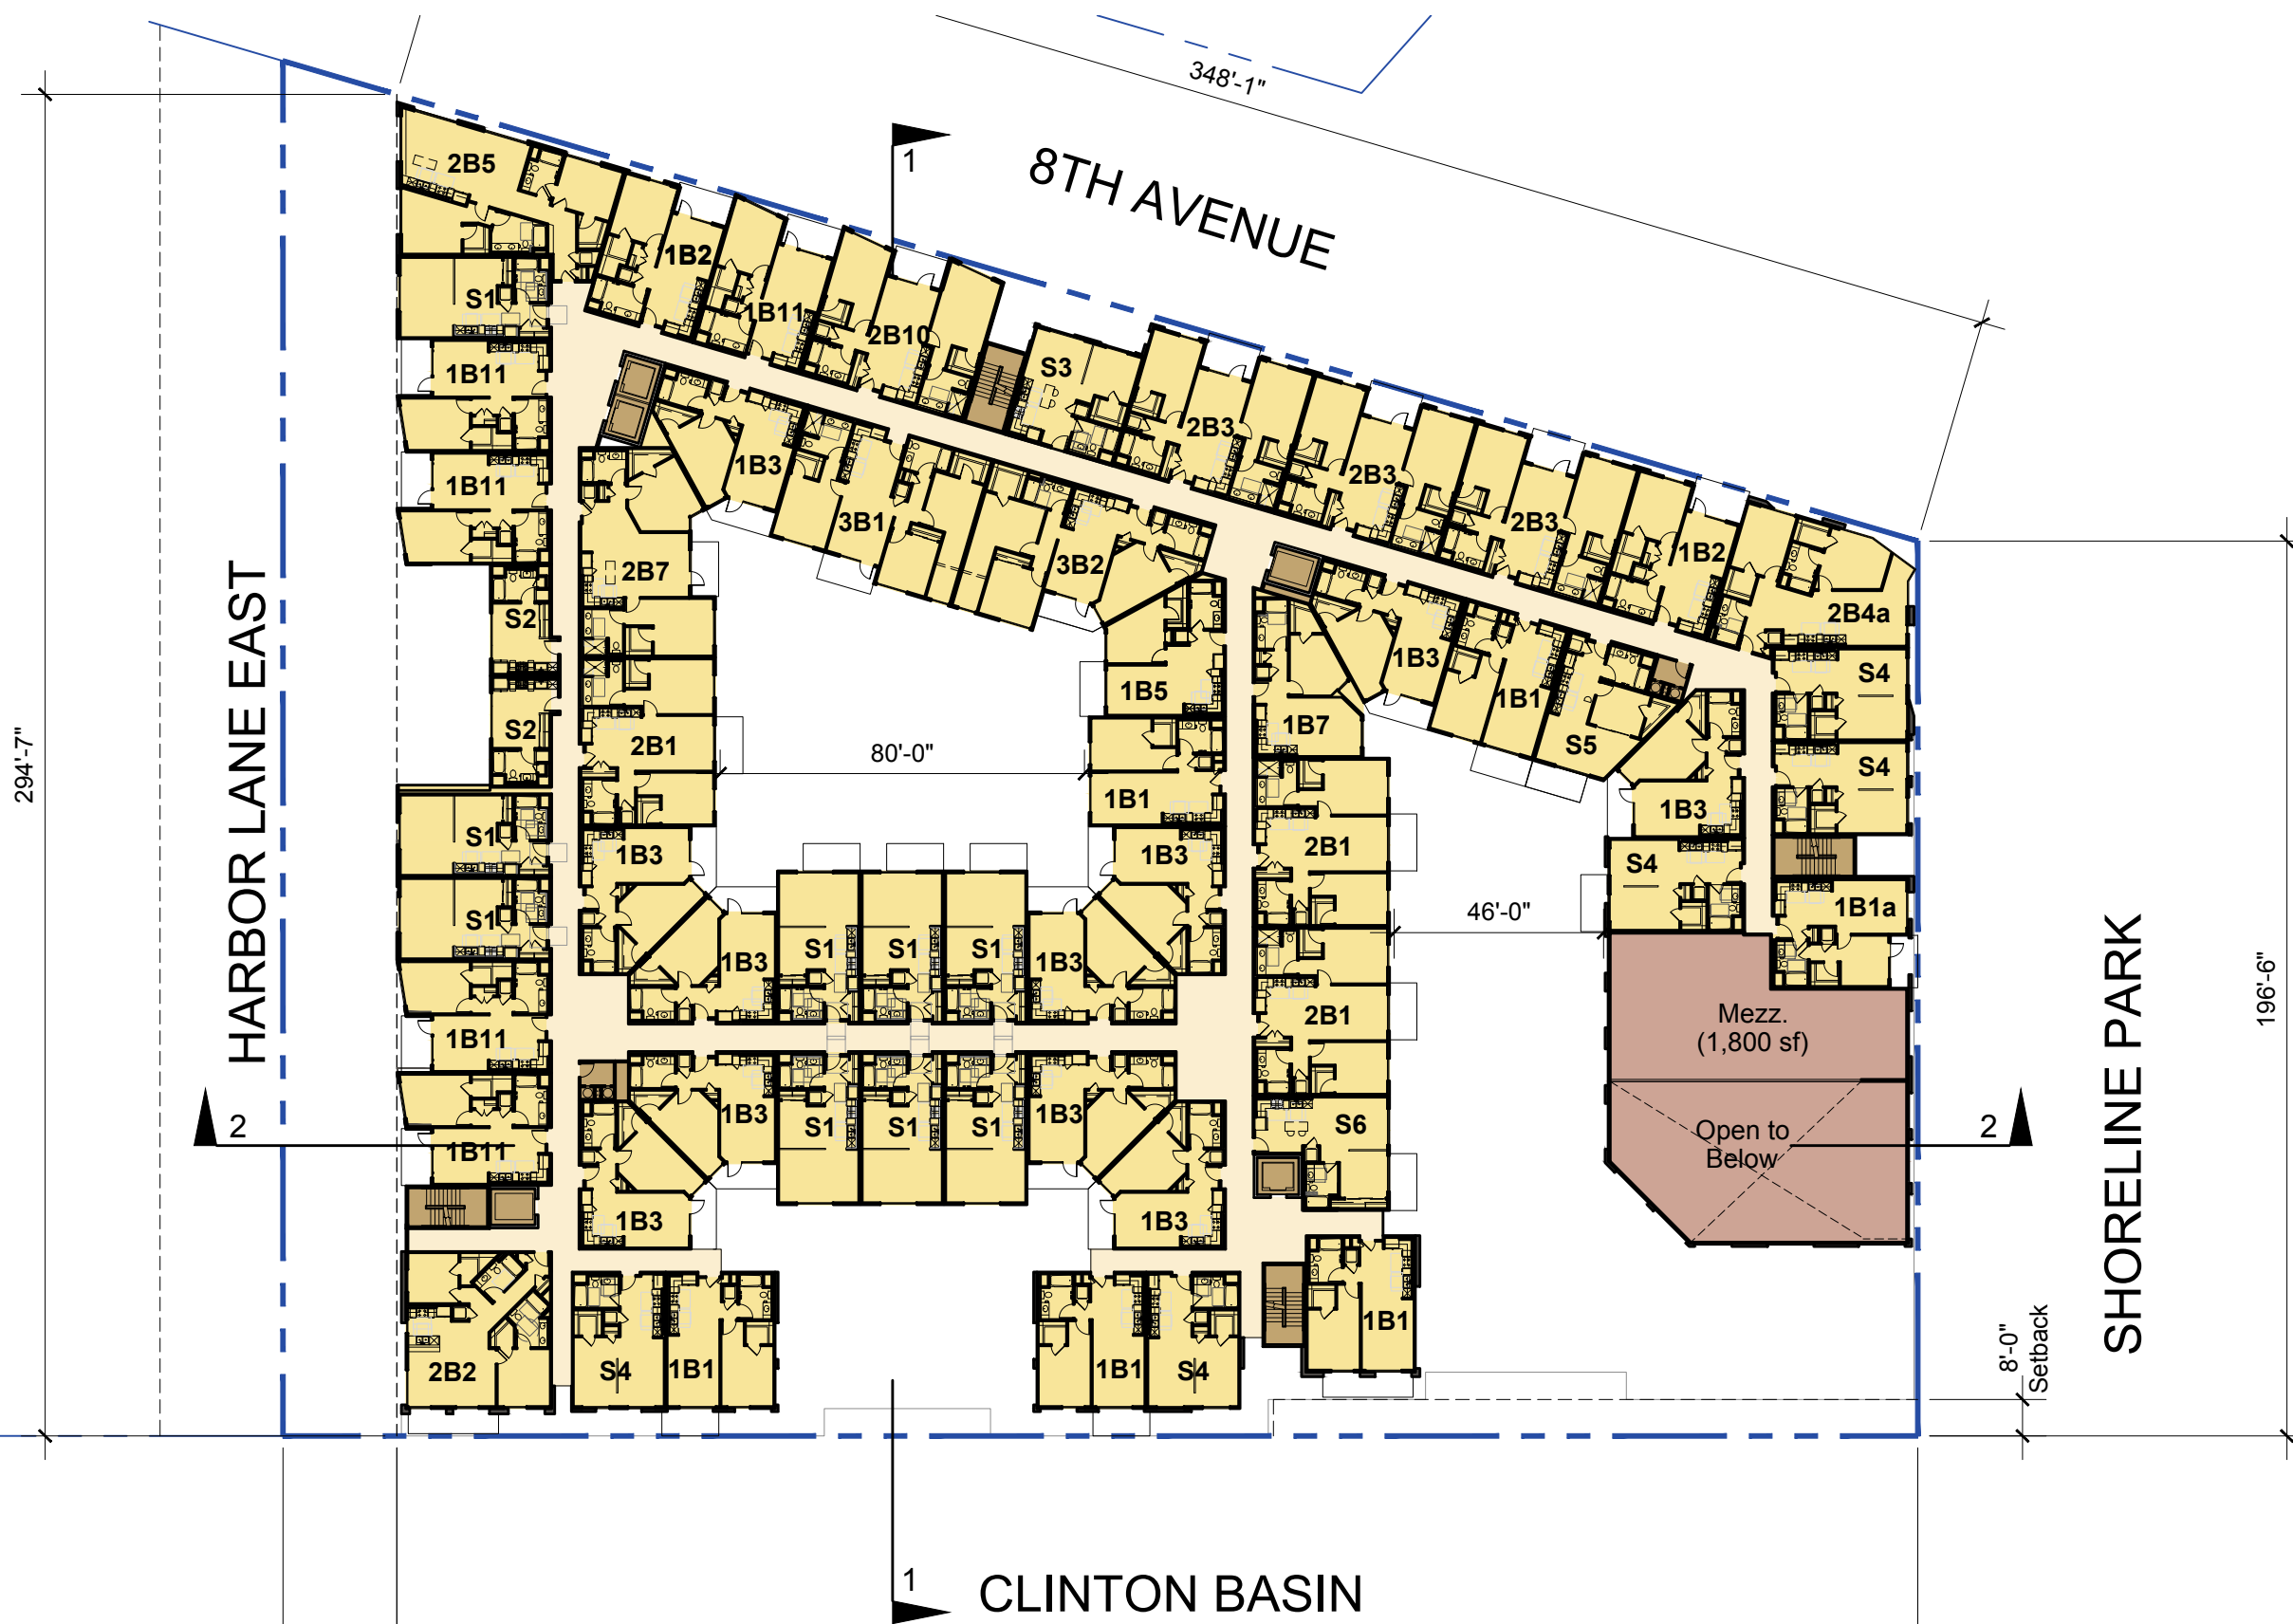 348'-1"
1
8TH AVENUE
2B5
1B2
S1
1B11
2B10
S3
1B11
2B3
1B3
2B3
1B11
3B1
2B3
1B2
3B2
2B7
S2
2B4a
1B3
S4
1B5
1B1
S2
1B7
2B1
S5
80'-0"
S4
294'-7"
HARBOR LANE EAST
1B1
1B3
S1
1B3
1B3
2B1
S4
1B1a
S1
46'-0"
1B3
S1
S1
S1
1B3
SHORELINE PARK
196'-6"
Mezz.
(1,800 sf)
2B1
1B11
1B3
S1
S1
S1
1B3
S6
2
Open to
Below
2
1B11
1B3
1B3
1B1
8'-0"
Setback
2B2
S4
1B1
1B1
S4
1
CLINTON BASIN